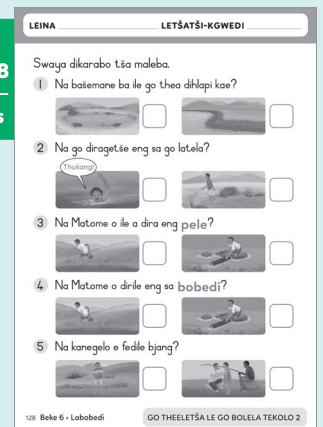 LEINA LETŠATŠI-KGWEDI
8
s
Swaya dikarabo tša maleba.
1 Na bašemane ba ile go thea dihlapi kae?
2 Na go diragetše eng sa go latela?
Thušang!
3 Na Matome o ile a dira eng pele?
4 Na Matome o dirile eng sa bobedi?
5 Na kanegelo e fedile bjang?
128 Beke 6 • Labobedi
GO THEELETŠA LE GO BOLELA TEKOLO 2